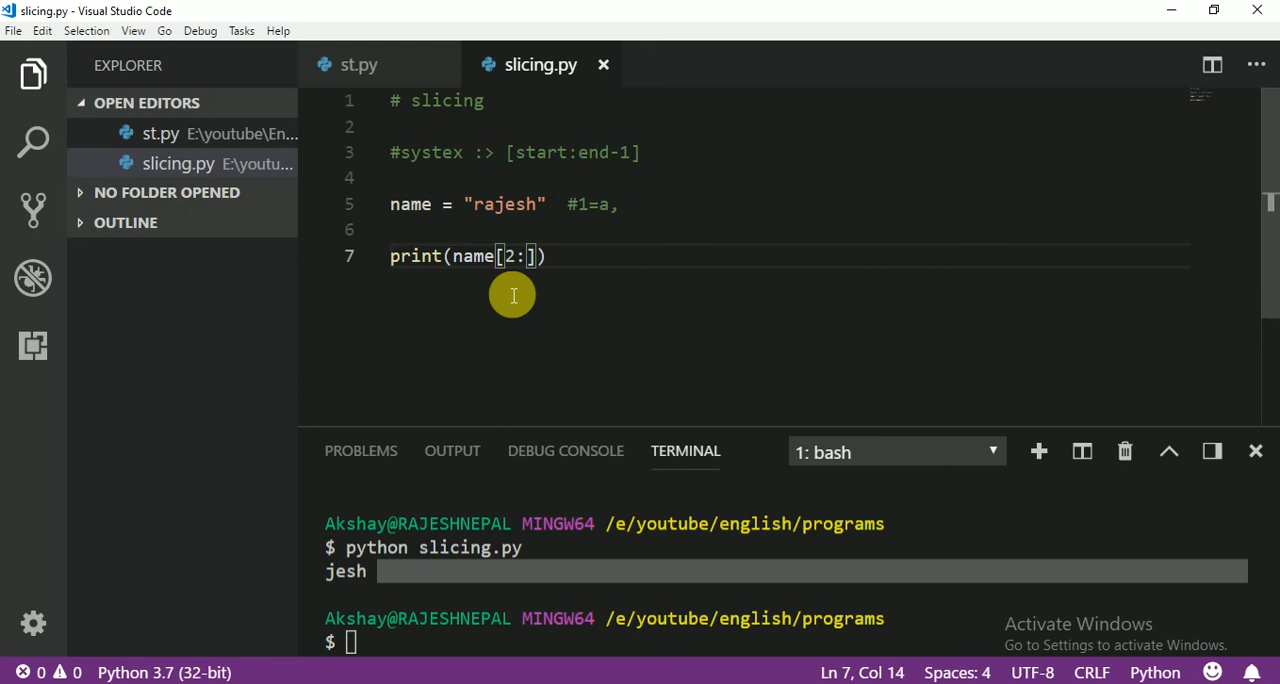 slicing.py - Visual Studio Code
File Edit Selection View Go Debug Tasks Help
EXPLORER
OPEN EDITORS
st.py E:\youtube\En...
slicing.py E:\youtu...
NO FOLDER OPENED
OUTLINE
st.py slicing.py
1 # slicing
2
3 #systex :> [start:end-1]
4
5 name = "rajesh" #1=a,
6
7 print(name[2:])
PROBLEMS OUTPUT DEBUG CONSOLE TERMINAL 1: bash
Akshay@RAJESHNEPAL MINGW64 /e/youtube/english/programs
$ python slicing.py
jesh
Akshay@RAJESHNEPAL MINGW64 /e/youtube/english/programs
$
Activate Windows
Go to Settings to activate Windows.
0 0 Python 3.7 (32-bit) Ln 7, Col 14 Spaces: 4 UTF-8 CRLF Python